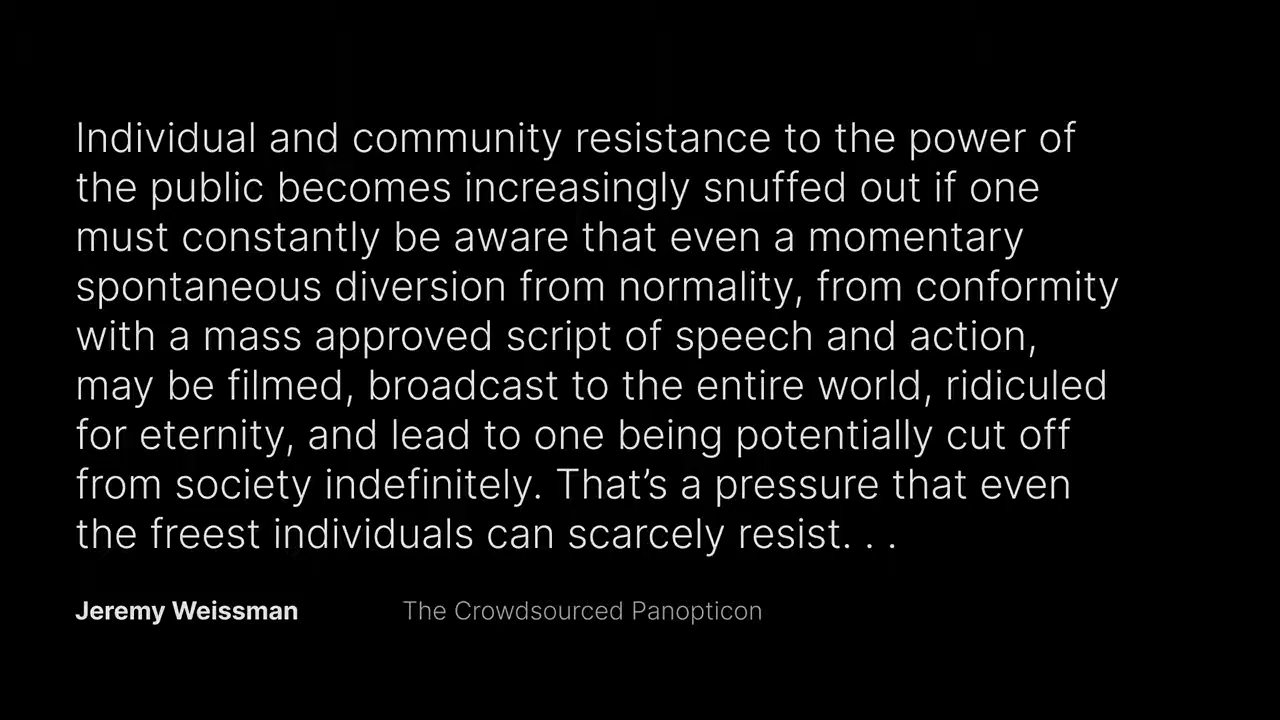 Individual and community resistance to the power of
the public becomes increasingly snuffed out if one
must constantly be aware that even a momentary
spontaneous diversion from normality, from conformity
with a mass approved script of speech and action,
may be filmed, broadcast to the entire world, ridiculed
for eternity, and lead to one being potentially cut off
from society indefinitely. That’s a pressure that even
the freest individuals can scarcely resist. . .
Jeremy Weissman The Crowdsourced Panopticon